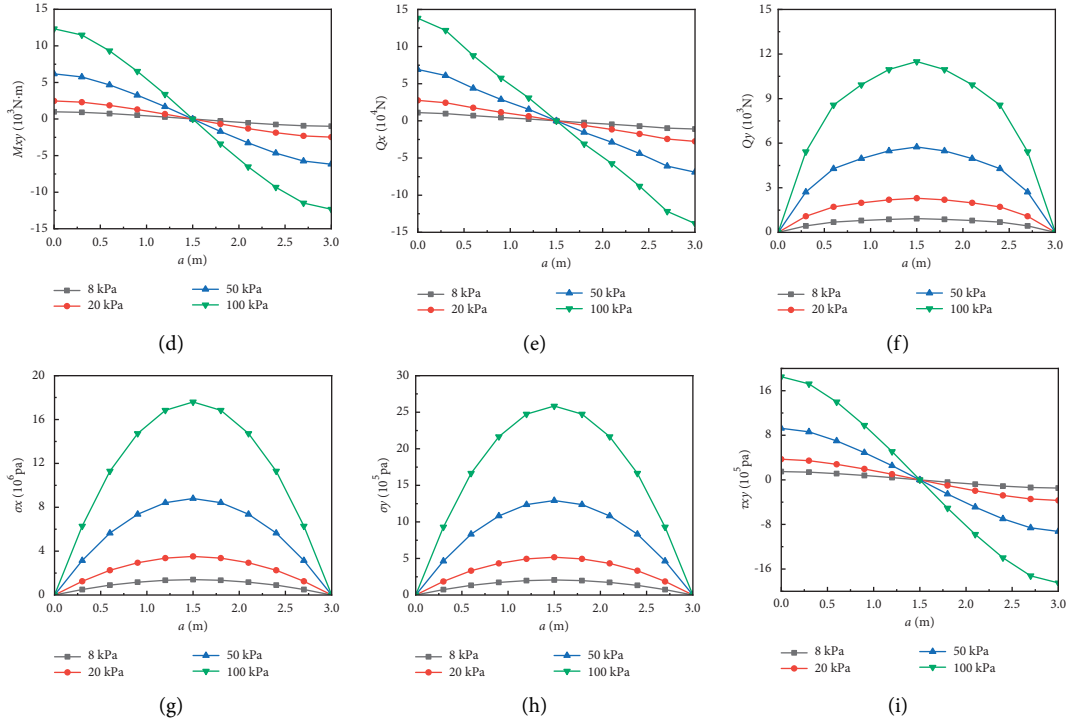 15
10
5
0
-5
-10
-15
Mxy (10³N·m)
0.0 0.5 1.0 1.5 2.0 2.5 3.0
a (m)
8 kPa
20 kPa
50 kPa
100 kPa
(d)
15
10
5
0
-5
-10
-15
Qx (10⁴N)
0.0 0.5 1.0 1.5 2.0 2.5 3.0
a (m)
8 kPa
20 kPa
50 kPa
100 kPa
(e)
15
12
9
6
3
0
Qy (10³N)
0.0 0.5 1.0 1.5 2.0 2.5 3.0
a (m)
8 kPa
20 kPa
50 kPa
100 kPa
(f)
20
16
12
8
4
0
σx (10⁶pa)
0.0 0.5 1.0 1.5 2.0 2.5 3.0
a (m)
8 kPa
20 kPa
50 kPa
100 kPa
(g)
30
25
20
15
10
5
0
σy (10⁵pa)
0.0 0.5 1.0 1.5 2.0 2.5 3.0
a (m)
8 kPa
20 kPa
50 kPa
100 kPa
(h)
16
8
0
-8
-16
τxy (10⁵pa)
0.0 0.5 1.0 1.5 2.0 2.5 3.0
a (m)
8 kPa
20 kPa
50 kPa
100 kPa
(i)